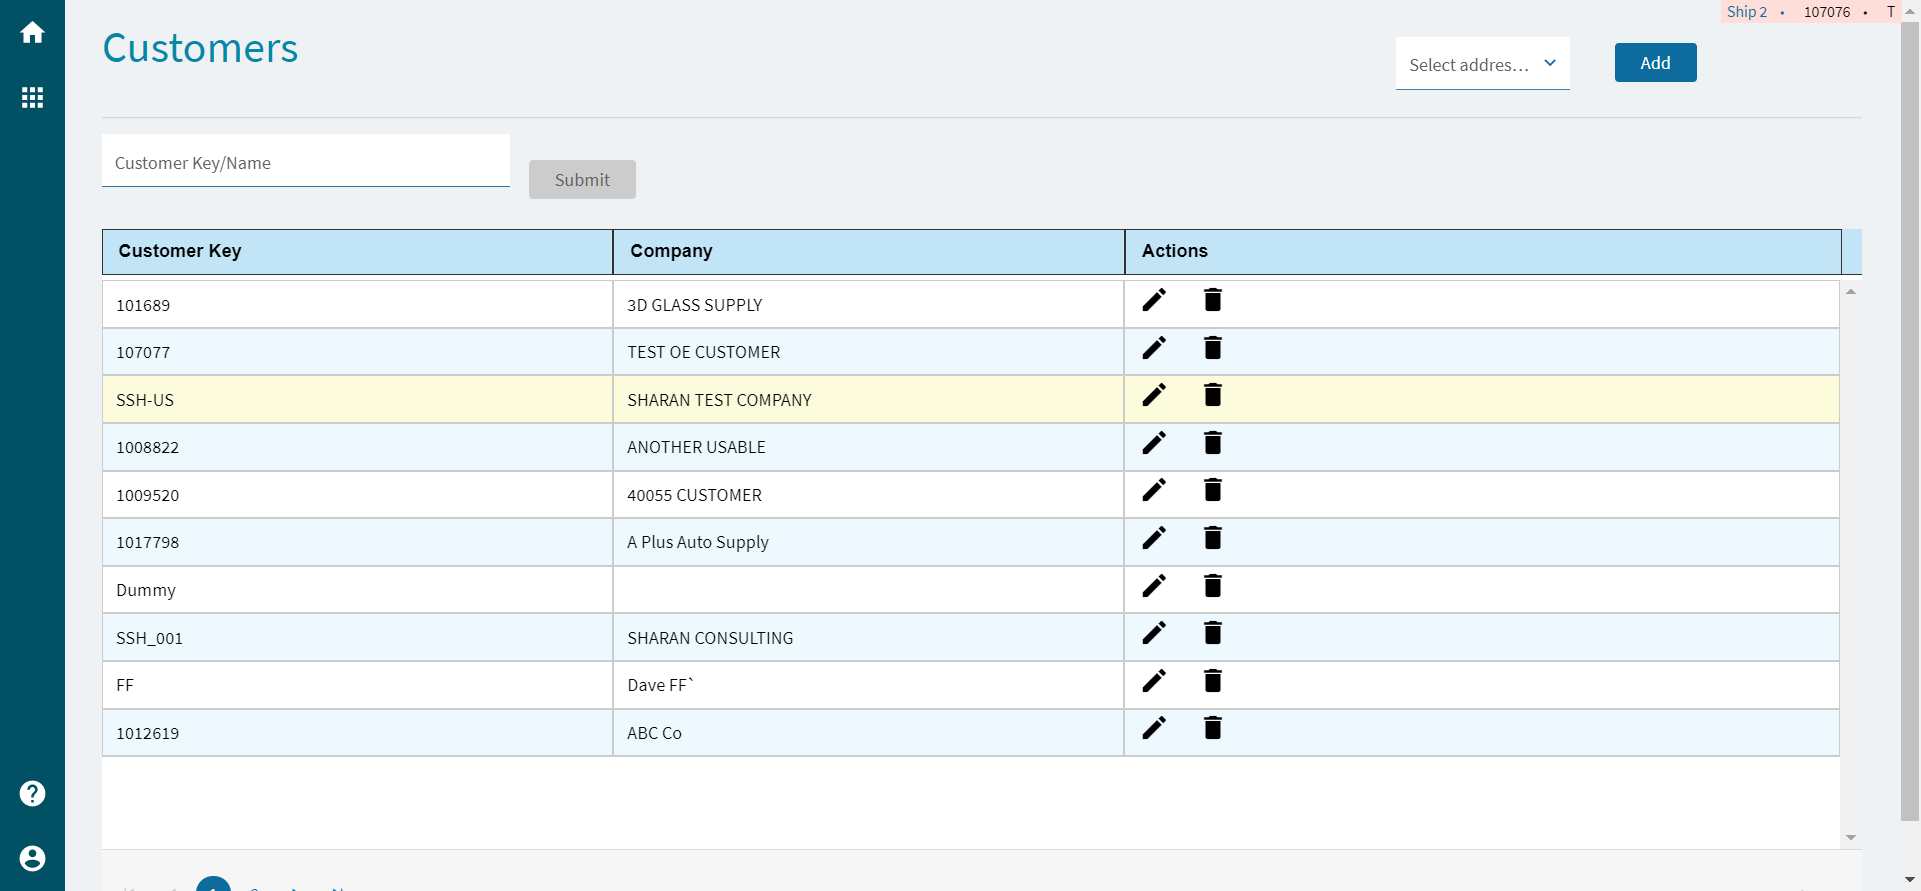 Ship 2 • 107076 • T
Customers
Select addres...
Add
Customer Key/Name
Submit
Customer Key Company Actions
101689 3D GLASS SUPPLY
107077 TEST OE CUSTOMER
SSH-US SHARAN TEST COMPANY
1008822 ANOTHER USABLE
1009520 40055 CUSTOMER
1017798 A Plus Auto Supply
Dummy
SSH_001 SHARAN CONSULTING
FF Dave FF`
1012619 ABC Co